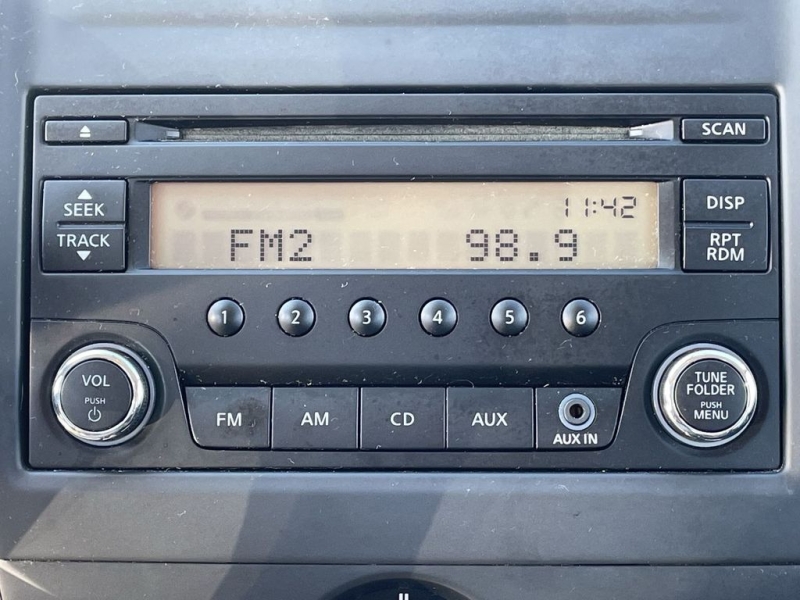 SCAN
SEEK
TRACK
11:42
FM2 98.9
DISP
RPT
RDM
1 2 3 4 5 6
VOL
PUSH
FM AM CD AUX
AUX IN
TUNE
FOLDER
PUSH
MENU